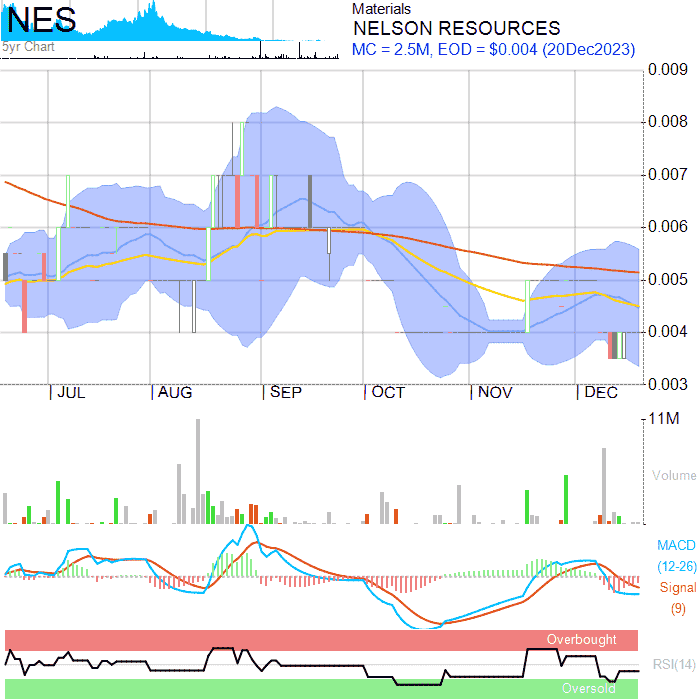 NES
5yr Chart
Materials
NELSON RESOURCES
MC = 2.5M, EOD = $0.004 (20Dec2023)
0.009
0.008
0.007
0.006
0.005
0.004
0.003
JUL AUG SEP OCT NOV DEC
11M
Volume
MACD
(12-26)
Signal
(9)
Overbought
RSI(14)
Oversold